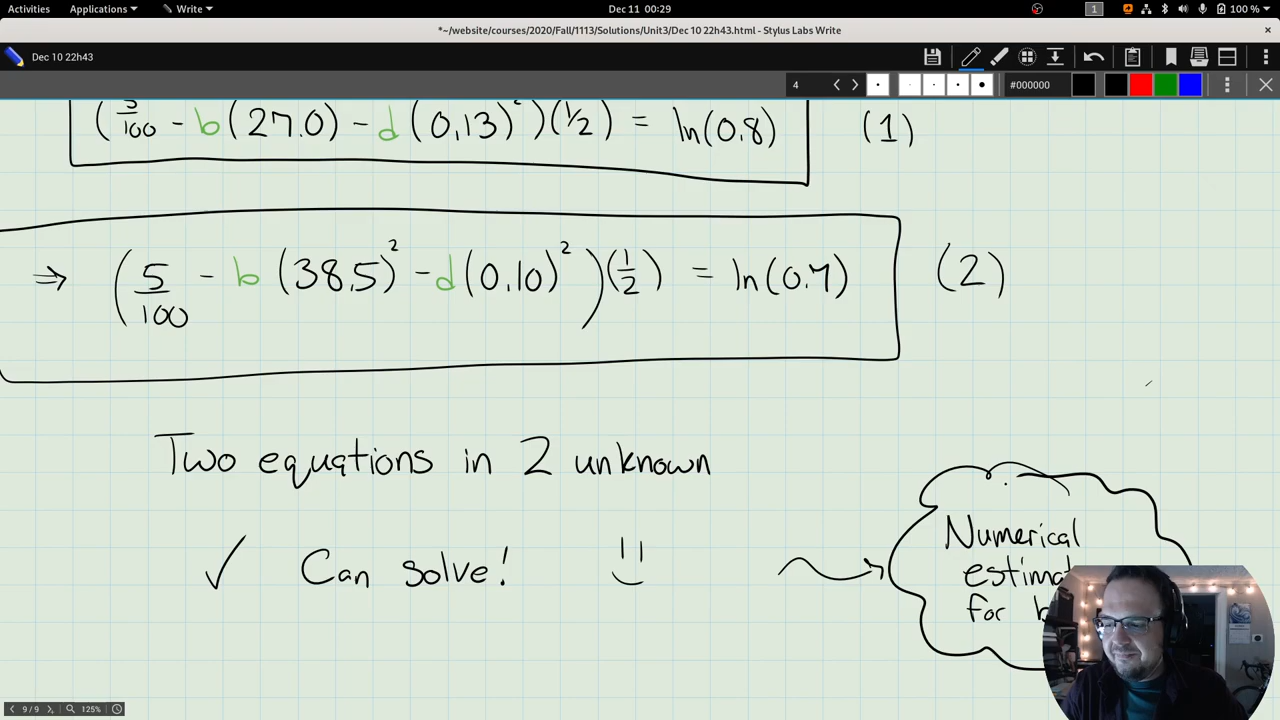 Activities Applications Write Dec 11 00:29 1 100 %
*~/website/courses/2020/Fall/1113/Solutions/Unit3/Dec 10 22h43.html - Stylus Labs Write
Dec 10 22h43
4 #000000
(5/100 - b(27.0) - d(0.13)²)(1/2) = ln(0.8) (1)
⇒ (5/100 - b(38.5)² - d(0.10)²)(1/2) = ln(0.7) (2)
Two equations in 2 unknown
✓ Can solve!
Numerical
estimat
for b
9/9 125%